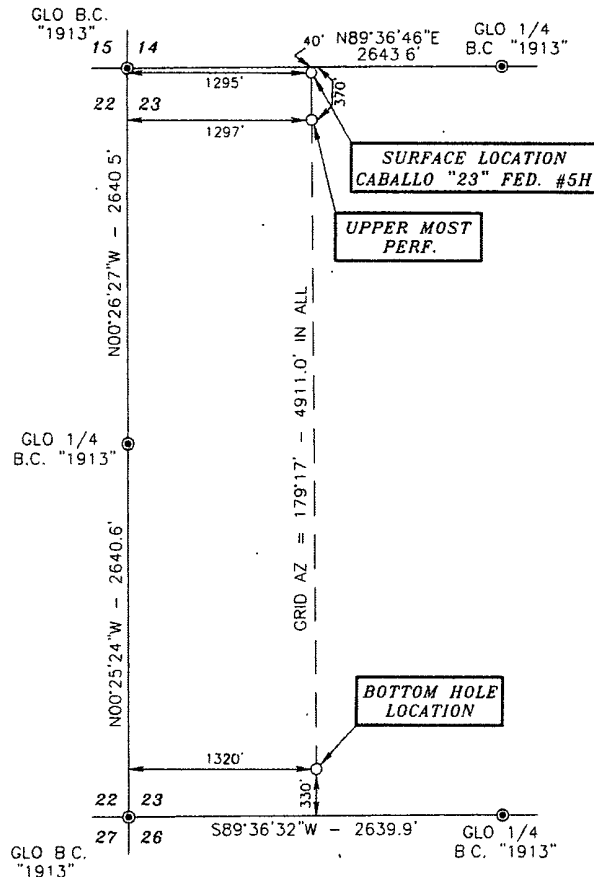 GLO B.C.
"1913"
15 14
40'
N89°36'46"E
2643 6'
GLO 1/4
B.C "1913"
1295'
370'
22 23
1297'
SURFACE LOCATION
CABALLO "23" FED. #5H
UPPER MOST
PERF.
N00°26'27"W - 2640 5'
GRID AZ = 179°17' - 4911.0' IN ALL
GLO 1/4
B.C. "1913"
N00°25'24"W - 2640.6'
BOTTOM HOLE
LOCATION
1320'
330'
22 23
27 26
S89°36'32"W - 2639.9'
GLO B C.
"1913"
GLO 1/4
B C. "1913"